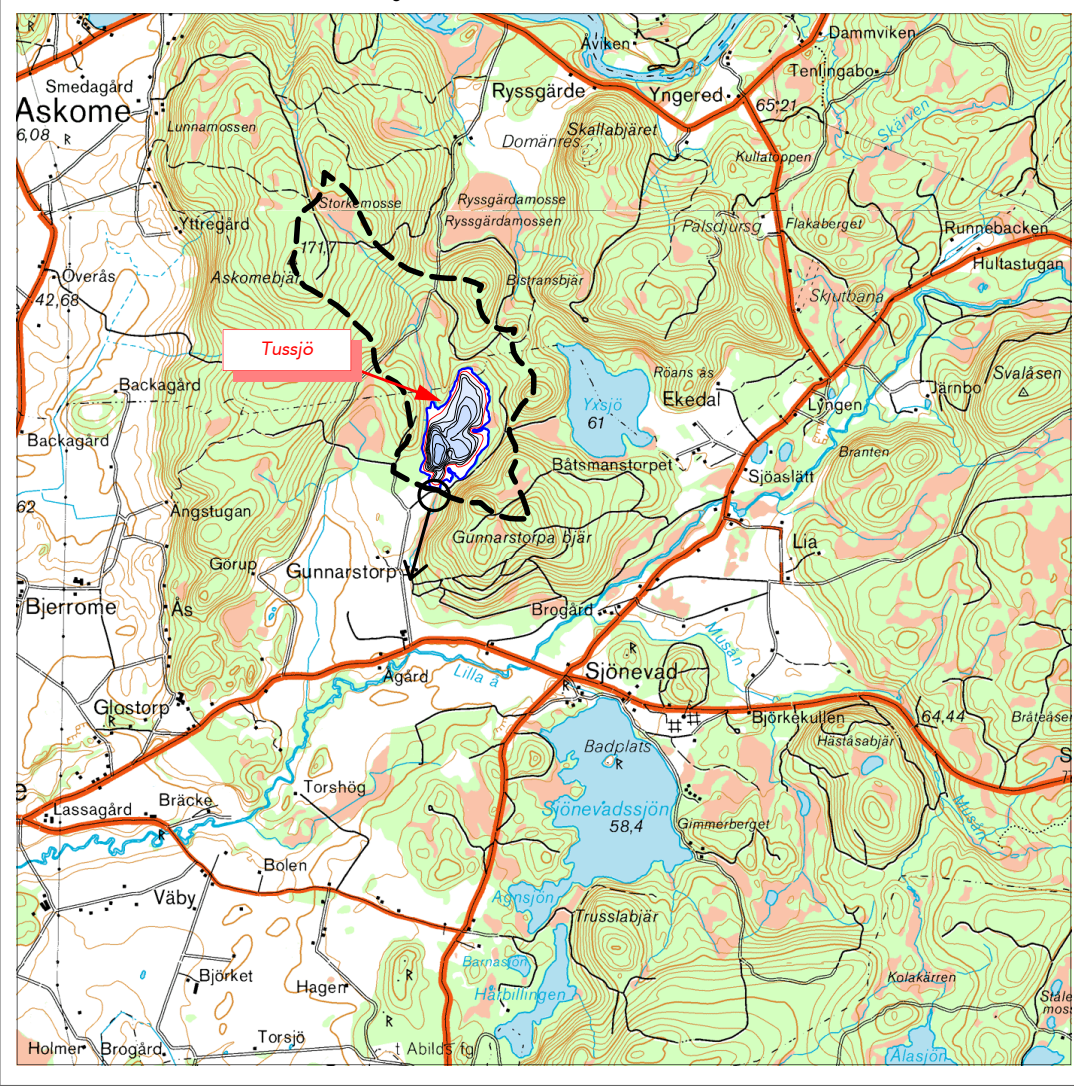 Åviken
Dammviken
Smedagård
Tenlingabo
Ryssgärde
Yngered
Askome
65,21
Skärven
Lunnamossen
Skallabjäret
6,08
Domänres
Kullatoppen
Storkemosse
Ryssgärdamosse
Yttregård
Ryssgärdamossen
Palsdjursg
Flakaberget
Runnebacken
171,7
Hultastugan
Överås
Askomebjär
Bistransbjär
42,68
Skjutbana
Tussjö
Röans ås
Svalåsen
Backagård
Järnbo
Ekedal
Yxsjö
Lyngen
61
Backagård
Branten
Båtsmanstorpet
Sjöaslätt
62
Ängstugan
Gunnarstorpa bjär
Lia
Görup
Gunnarstorp
Bjerrome
Ås
Brogård
Musån
Ågård
Lilla å
Sjönevad
Glostorp
64,44
Björkekullen
Bråteåsen
Häståsabjär
Badplats
S
e
Torshög
Bräcke
Lassagård
Musån
Sjönevadssjön
58,4
Gimmerberget
Bolen
Väby
Agnsjön
Trusslabjär
Barnasjön
Björket
Kolakärren
Hagen
Hårbillingen
Ståle
moss
Torsjö
Holmer
Brogård
Abilds fg
Alasjön